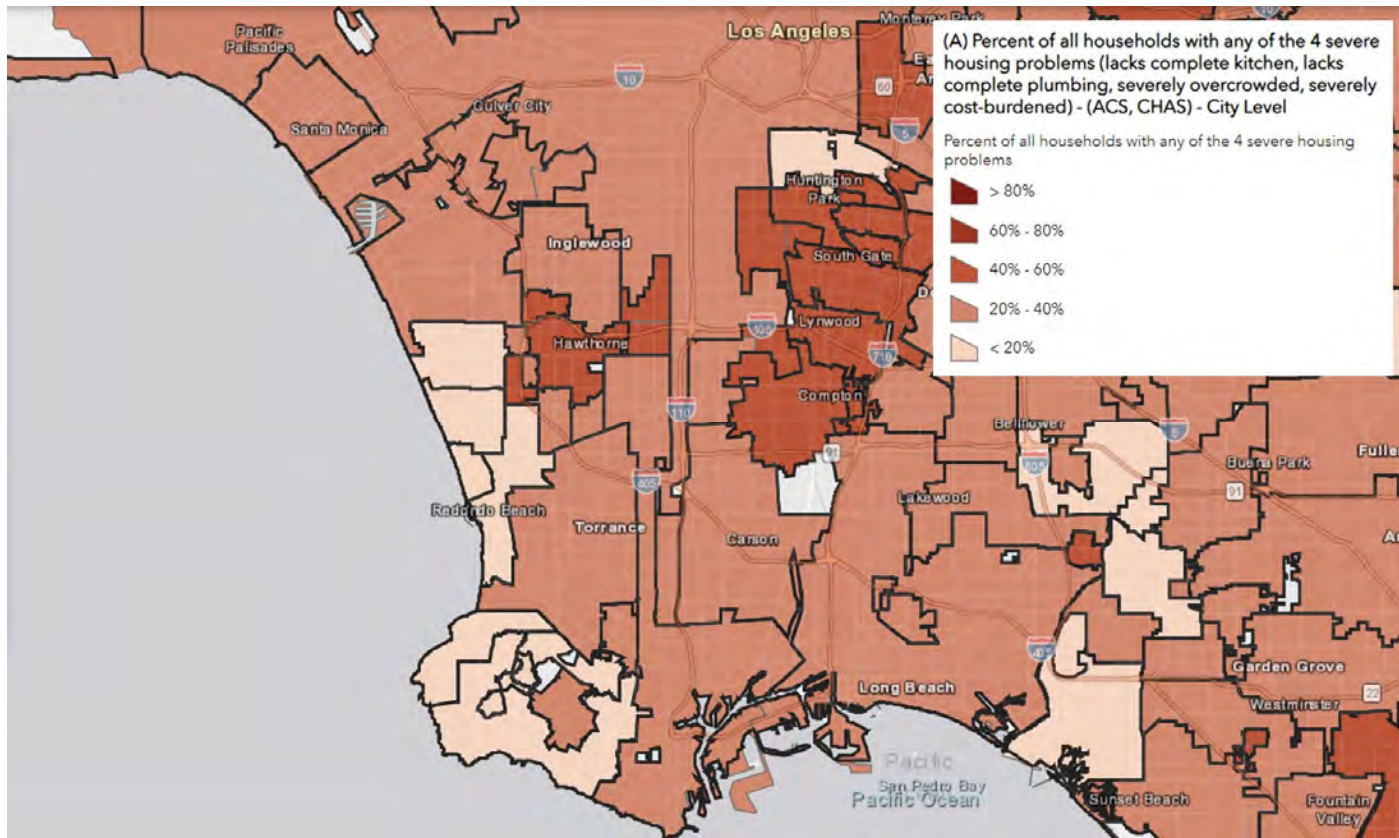 Pacific
Palisades
Los Angeles
Monterey Park
10
10
60
5
Culver City
Santa Monica
Huntington
Park
Inglewood
South Gate
Lynwood
105
710
Hawthorne
Compton
110
Bellflower
5
91
605
Buena Park
91
405
Lakewood
Redondo Beach
Torrance
Carson
405
Long Beach
Garden Grove
22
Westminster
Pacific
San Pedro Bay
Pacific Ocean
Sunset Beach
Fountain
Valley
(A) Percent of all households with any of the 4 severe
housing problems (lacks complete kitchen, lacks
complete plumbing, severely overcrowded, severely
cost-burdened) - (ACS, CHAS) - City Level
Percent of all households with any of the 4 severe housing
problems
> 80%
60% - 80%
40% - 60%
20% - 40%
< 20%